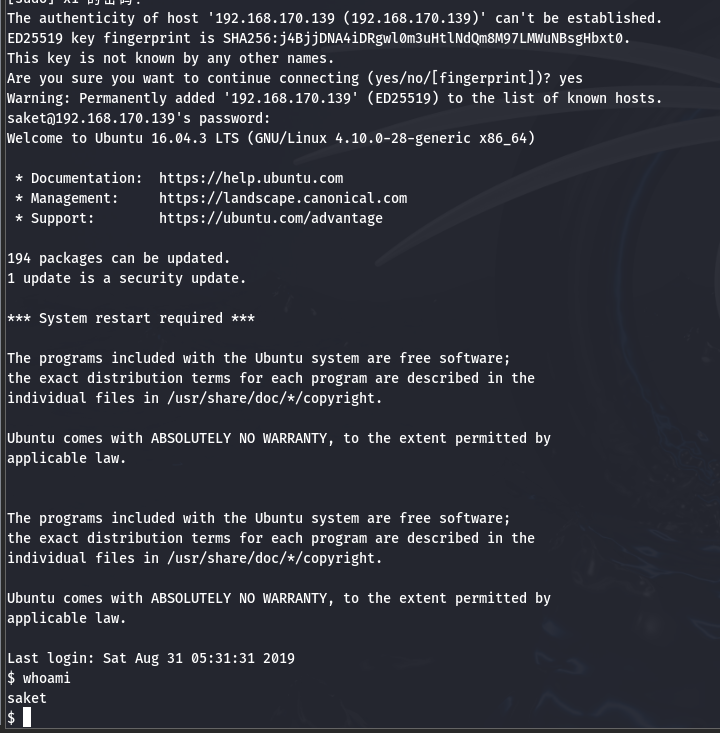 The authenticity of host '192.168.170.139 (192.168.170.139)' can't be established.
ED25519 key fingerprint is SHA256:j4BjjDNA4iDRgwl0m3uHtlNdQm8M97LMWuNBsgHbxt0.
This key is not known by any other names.
Are you sure you want to continue connecting (yes/no/[fingerprint])? yes
Warning: Permanently added '192.168.170.139' (ED25519) to the list of known hosts.
saket@192.168.170.139's password:
Welcome to Ubuntu 16.04.3 LTS (GNU/Linux 4.10.0-28-generic x86_64)
* Documentation:  https://help.ubuntu.com
* Management:     https://landscape.canonical.com
* Support:        https://ubuntu.com/advantage
194 packages can be updated.
1 update is a security update.
*** System restart required ***
The programs included with the Ubuntu system are free software;
the exact distribution terms for each program are described in the
individual files in /usr/share/doc/*/copyright.
Ubuntu comes with ABSOLUTELY NO WARRANTY, to the extent permitted by
applicable law.
The programs included with the Ubuntu system are free software;
the exact distribution terms for each program are described in the
individual files in /usr/share/doc/*/copyright.
Ubuntu comes with ABSOLUTELY NO WARRANTY, to the extent permitted by
applicable law.
Last login: Sat Aug 31 05:31:31 2019
$ whoami
saket
$